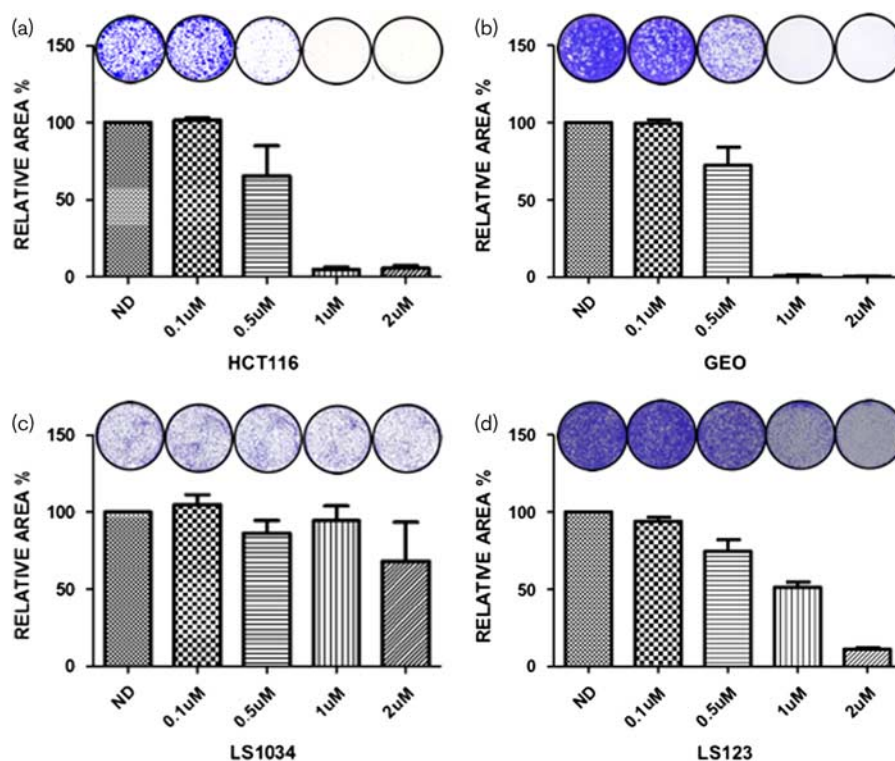 (a)
150
100
50
0
RELATIVE AREA %
ND
0.1uM
0.5uM
1uM
2uM
HCT116
(b)
150
100
50
0
RELATIVE AREA %
ND
0.1uM
0.5uM
1uM
2uM
GEO
(c)
150
100
50
0
RELATIVE AREA %
ND
0.1uM
0.5uM
1uM
2uM
LS1034
(d)
150
100
50
0
RELATIVE AREA %
ND
0.1uM
0.5uM
1uM
2uM
LS123